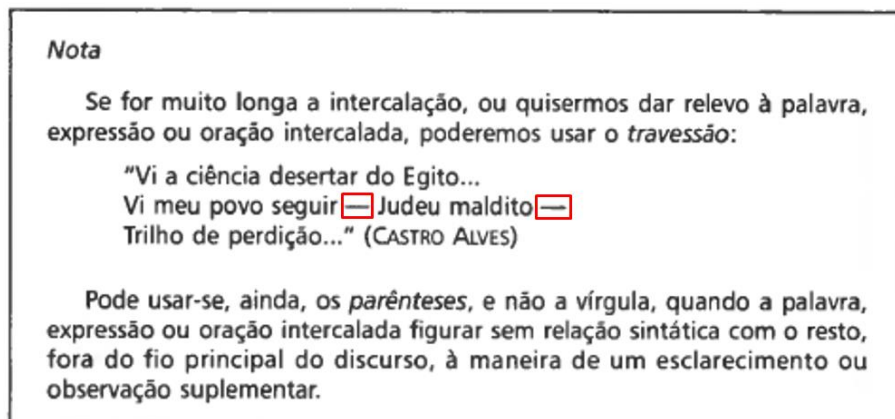 Nota
Se for muito longa a intercalação, ou quisermos dar relevo à palavra,
expressão ou oração intercalada, poderemos usar o travessão:
"Vi a ciência desertar do Egito...
Vi meu povo seguir — Judeu maldito —
Trilho de perdição..." (CASTRO ALVES)
Pode usar-se, ainda, os parênteses, e não a vírgula, quando a palavra,
expressão ou oração intercalada figurar sem relação sintática com o resto,
fora do fio principal do discurso, à maneira de um esclarecimento ou
observação suplementar.